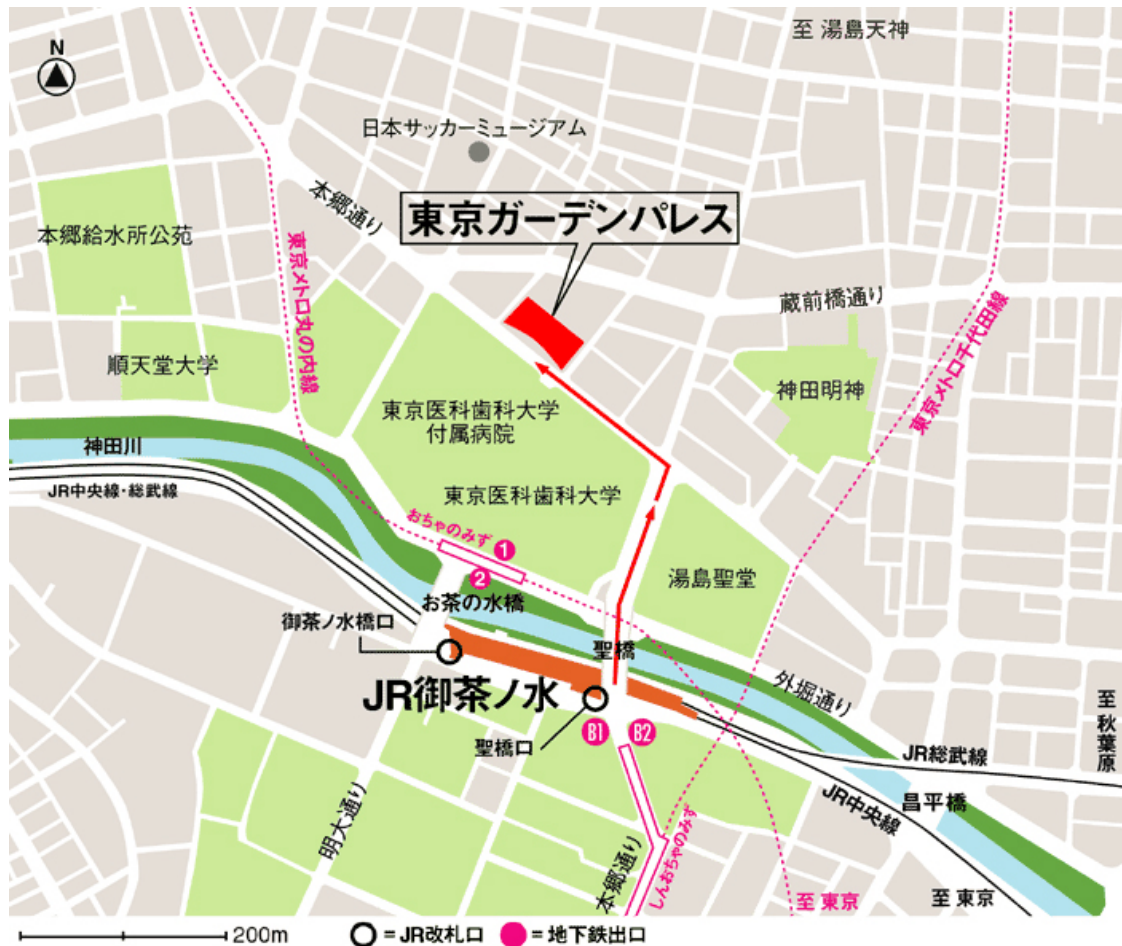 至 湯島天神
N
日本サッカーミュージアム
本郷通り
東京ガーデンパレス
本郷給水所公苑
東京メトロ丸の内線
蔵前橋通り
東京メトロ千代田線
順天堂大学
神田明神
東京医科歯科大学
付属病院
神田川
JR中央線・総武線
東京医科歯科大学
おちゃのみず
1
2
湯島聖堂
お茶の水橋
御茶ノ水橋口
聖橋
外堀通り
JR御茶ノ水
至 秋葉原
聖橋口
B1
B2
JR総武線
JR中央線
昌平橋
明大通り
本郷通り
しんおちゃのみず
至 東京
至 東京
200m
=JR改札口
=地下鉄出口